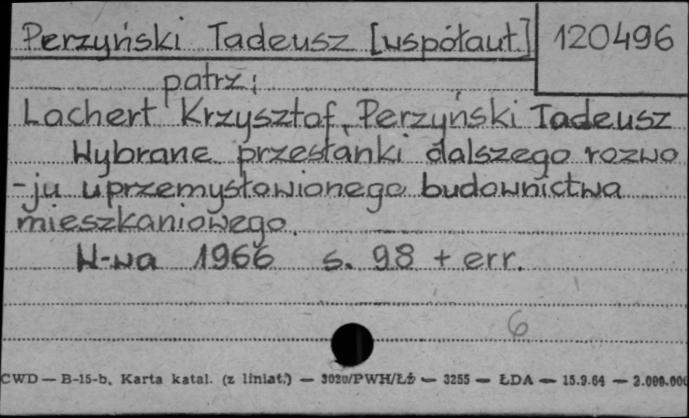 Perzyński Tadeusz [współaut.] 120496
patrz:
Lachert Krzysztof, Perzyński Tadeusz
Wybrane przesłanki dalszego rozwo
-ju uprzemysłowionego budownictwa
mieszkaniowego.
W-wa 1966 s. 98 + err.
6
CWD — B-15-b. Karta katal. (z liniat.) — 3020/PWH/Łż — 3255 — ŁDA — 15.9.64 — 2.000.000